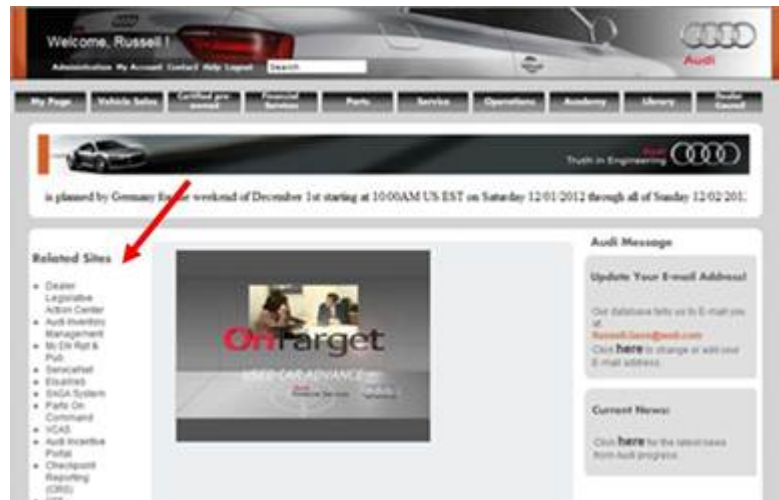 Welcome, Russell !
Administration My Account Contact Help Logout Search
Audi
My Page
Vehicle Sales
Certified pre-owned
Financial Services
Parts
Service
Operations
Academy
Library
Dealer Council
Audi
Truth in Engineering
is planned by Germany for the weekend of December 1st starting at 10:00AM US EST on Saturday 12/01/2012 through all of Sunday 12/02/201
Related Sites
Dealer
Legislative
Action Center
Audi Inventory
Management
Rpt &
Pub
ServiceNet
SAGA System
Parts On
Command
VCAS
Audi Incentive
Portal
Checkpoint
Reporting
(CRS)
OnTarget
USED CAR ADVANCE
Audi
Financial Services
Audi Message
Update Your E-mail Address!
Our database tells us to E-mail you
at:
Click here to change or add your
E-mail address.
Current News:
Click here for the latest news
from Audi progress.